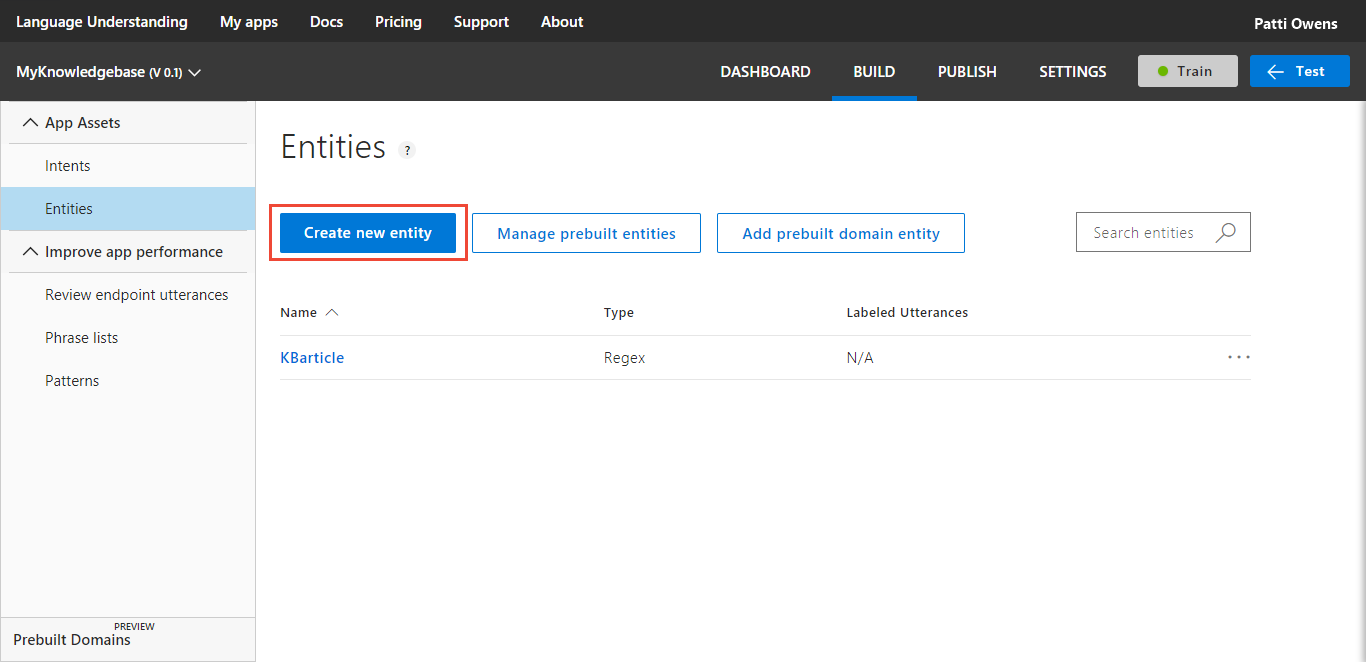 Language Understanding My apps Docs Pricing Support About Patti Owens
MyKnowledgebase (V 0.1) DASHBOARD BUILD PUBLISH SETTINGS Train Test
App Assets
Intents
Entities
Improve app performance
Review endpoint utterances
Phrase lists
Patterns
PREVIEW
Prebuilt Domains
Entities ?
Create new entity Manage prebuilt entities Add prebuilt domain entity Search entities
Name Type Labeled Utterances
KBarticle Regex N/A ...